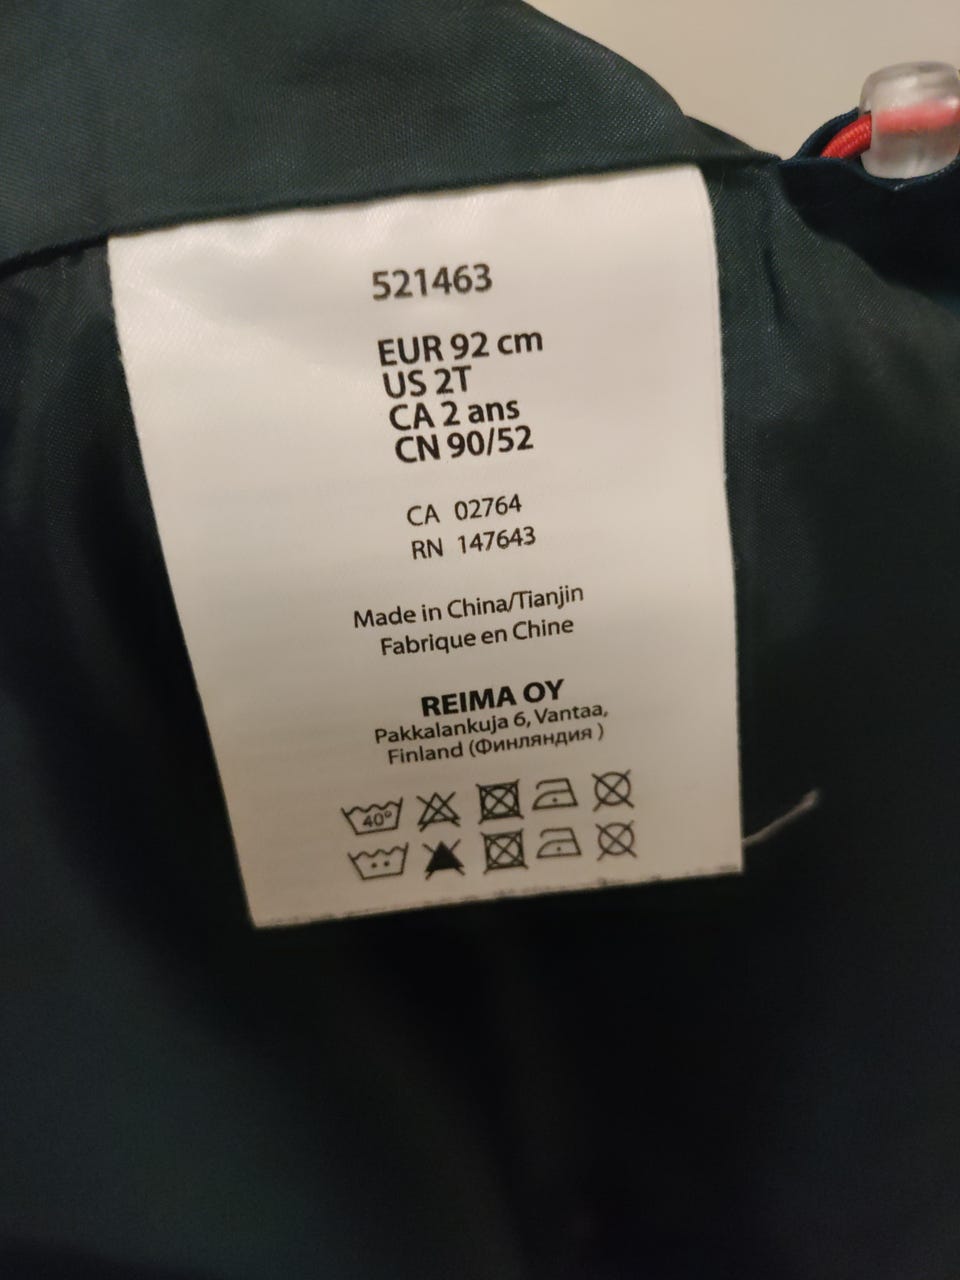 521463
EUR 92 cm
US 2T
CA 2 ans
CN 90/52
CA 02764
RN 147643
Made in China/Tianjin
Fabrique en Chine
REIMA OY
Pakkalankuja 6, Vantaa,
Finland (Финляндия )
40°